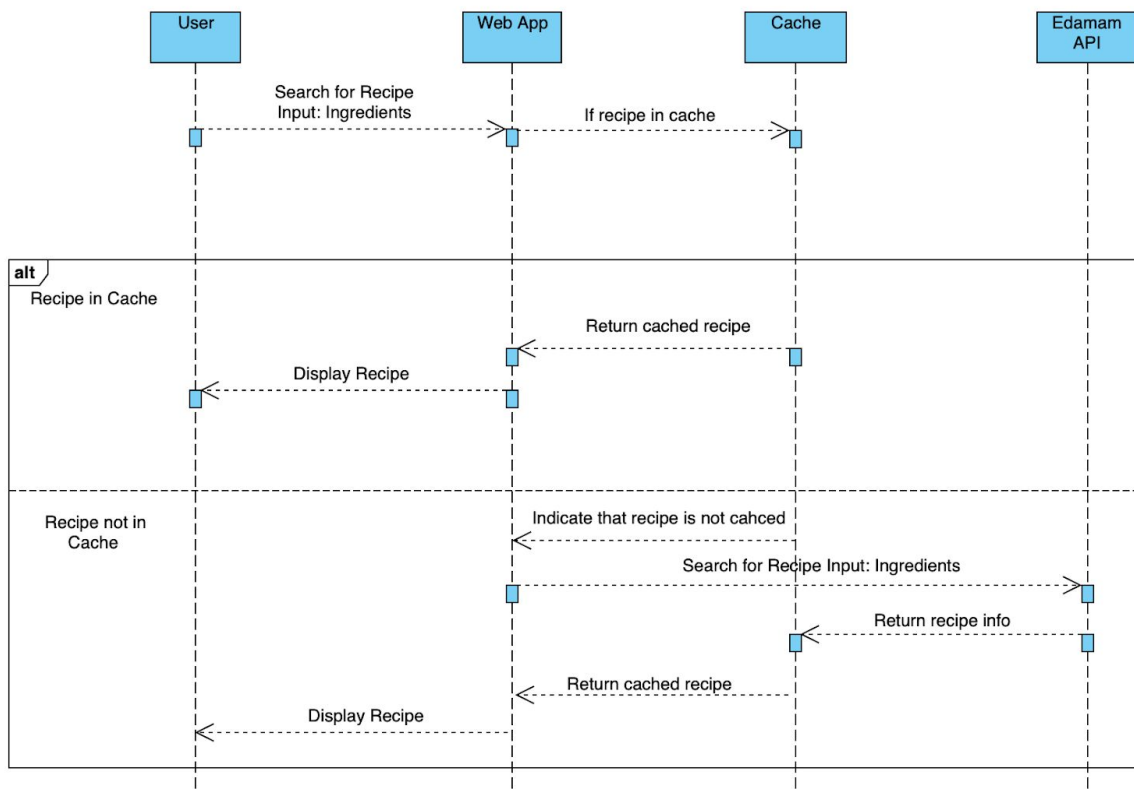 User
Web App
Cache
Edamam
API
Search for Recipe
Input: Ingredients
If recipe in cache
alt
Recipe in Cache
Return cached recipe
Display Recipe
Recipe not in
Cache
Indicate that recipe is not cahced
Search for Recipe Input: Ingredients
Return recipe info
Return cached recipe
Display Recipe